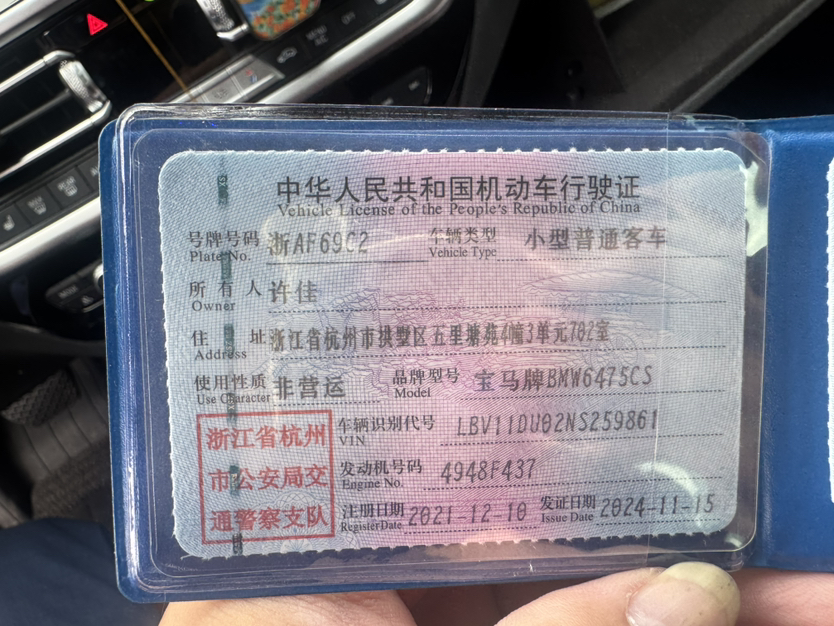 中华人民共和国机动车行驶证
Vehicle License of the People's Republic of China
号牌号码 浙AF69C2 车辆类型 小型普通客车
Plate No. Vehicle Type
所有人 许佳
Owner
住址 浙江省杭州市拱墅区五里塘苑4幢3单元702室
Address
使用性质 非营运 品牌型号 宝马牌BMW6475CS
Use Character Model
浙江省杭州
市公安局交
通警察支队
车辆识别代号 LBV11DU02NS259861
VIN
发动机号码 4948F437
Engine No.
注册日期 2021-12-10 发证日期 2024-11-15
Register Date Issue Date